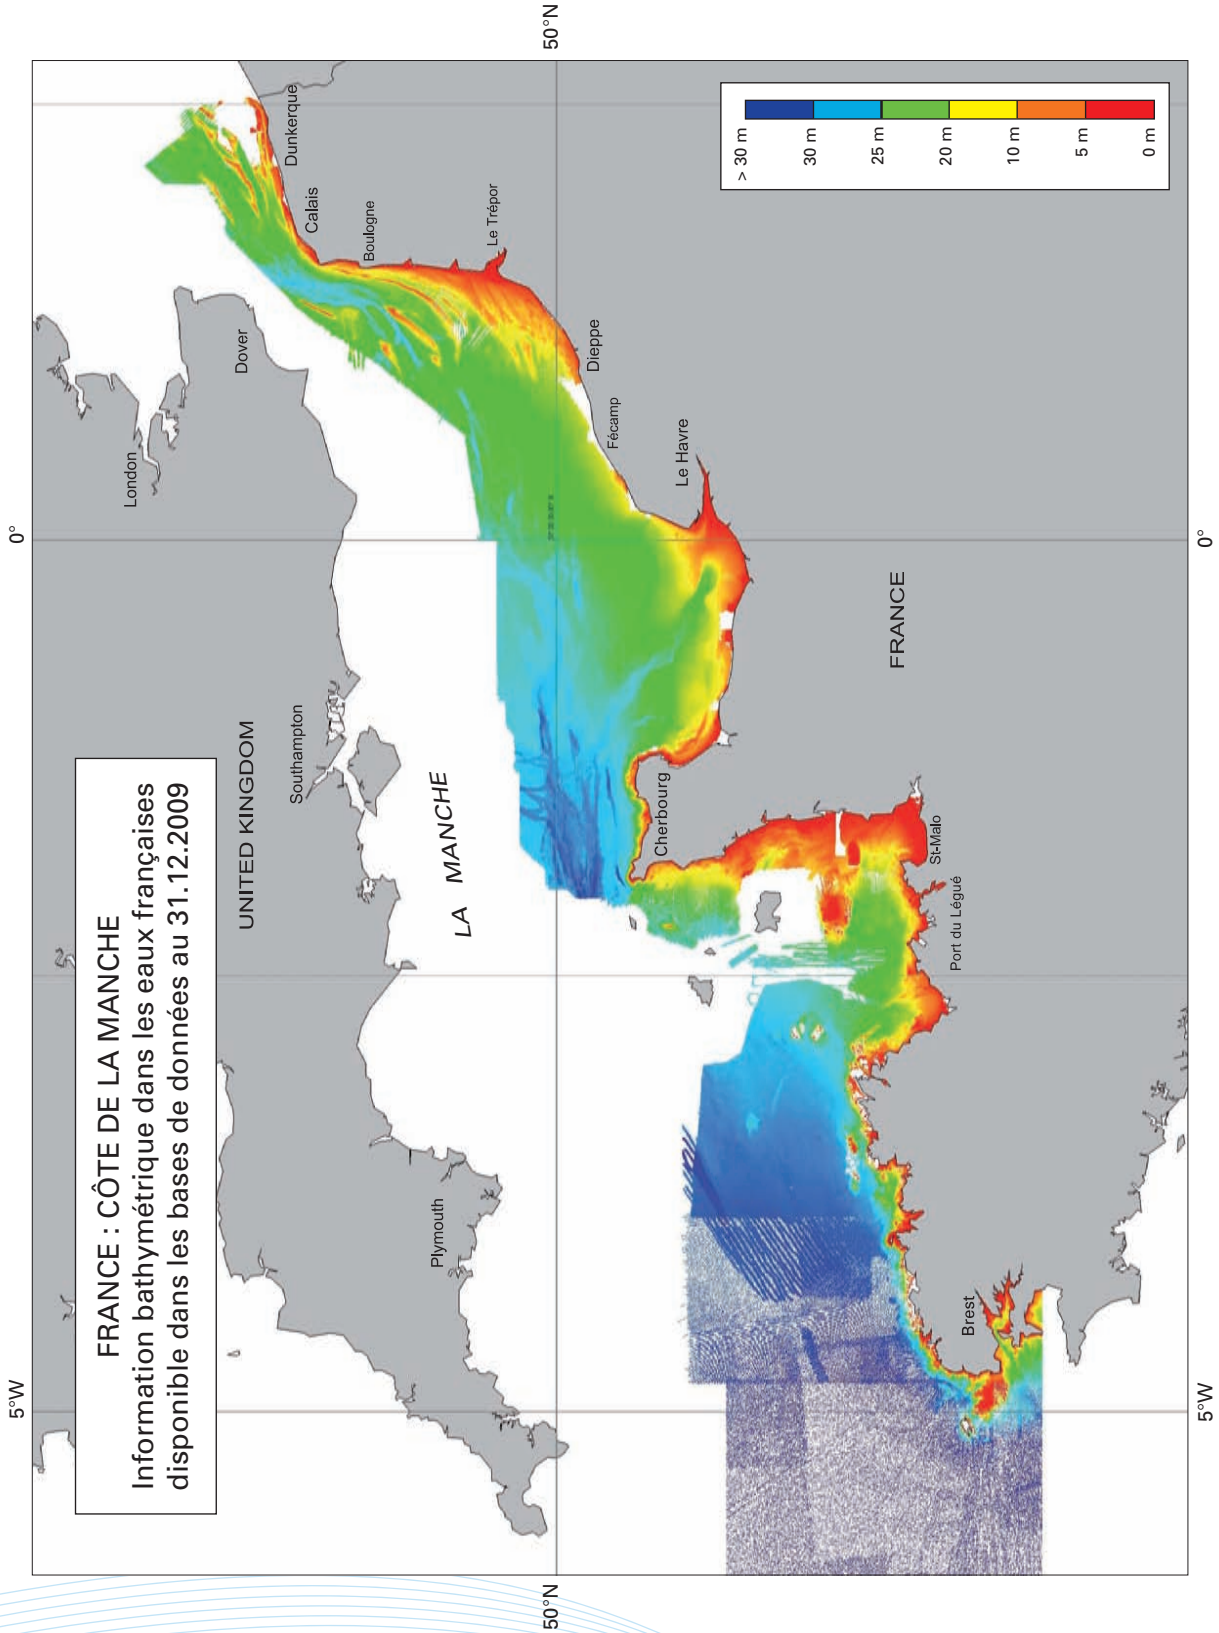 FRANCE : CÔTE DE LA MANCHE
Information bathymétrique dans les eaux françaises
disponible dans les bases de données au 31.12.2009
5°W
0°
50°N
50°N
5°W
0°
UNITED KINGDOM
London
Dover
Southampton
Plymouth
LA MANCHE
Dunkerque
Calais
Boulogne
Le Trépor
Dieppe
Fécamp
Le Havre
Cherbourg
St-Malo
Port du Légué
Brest
FRANCE
> 30 m
30 m
25 m
20 m
10 m
5 m
0 m